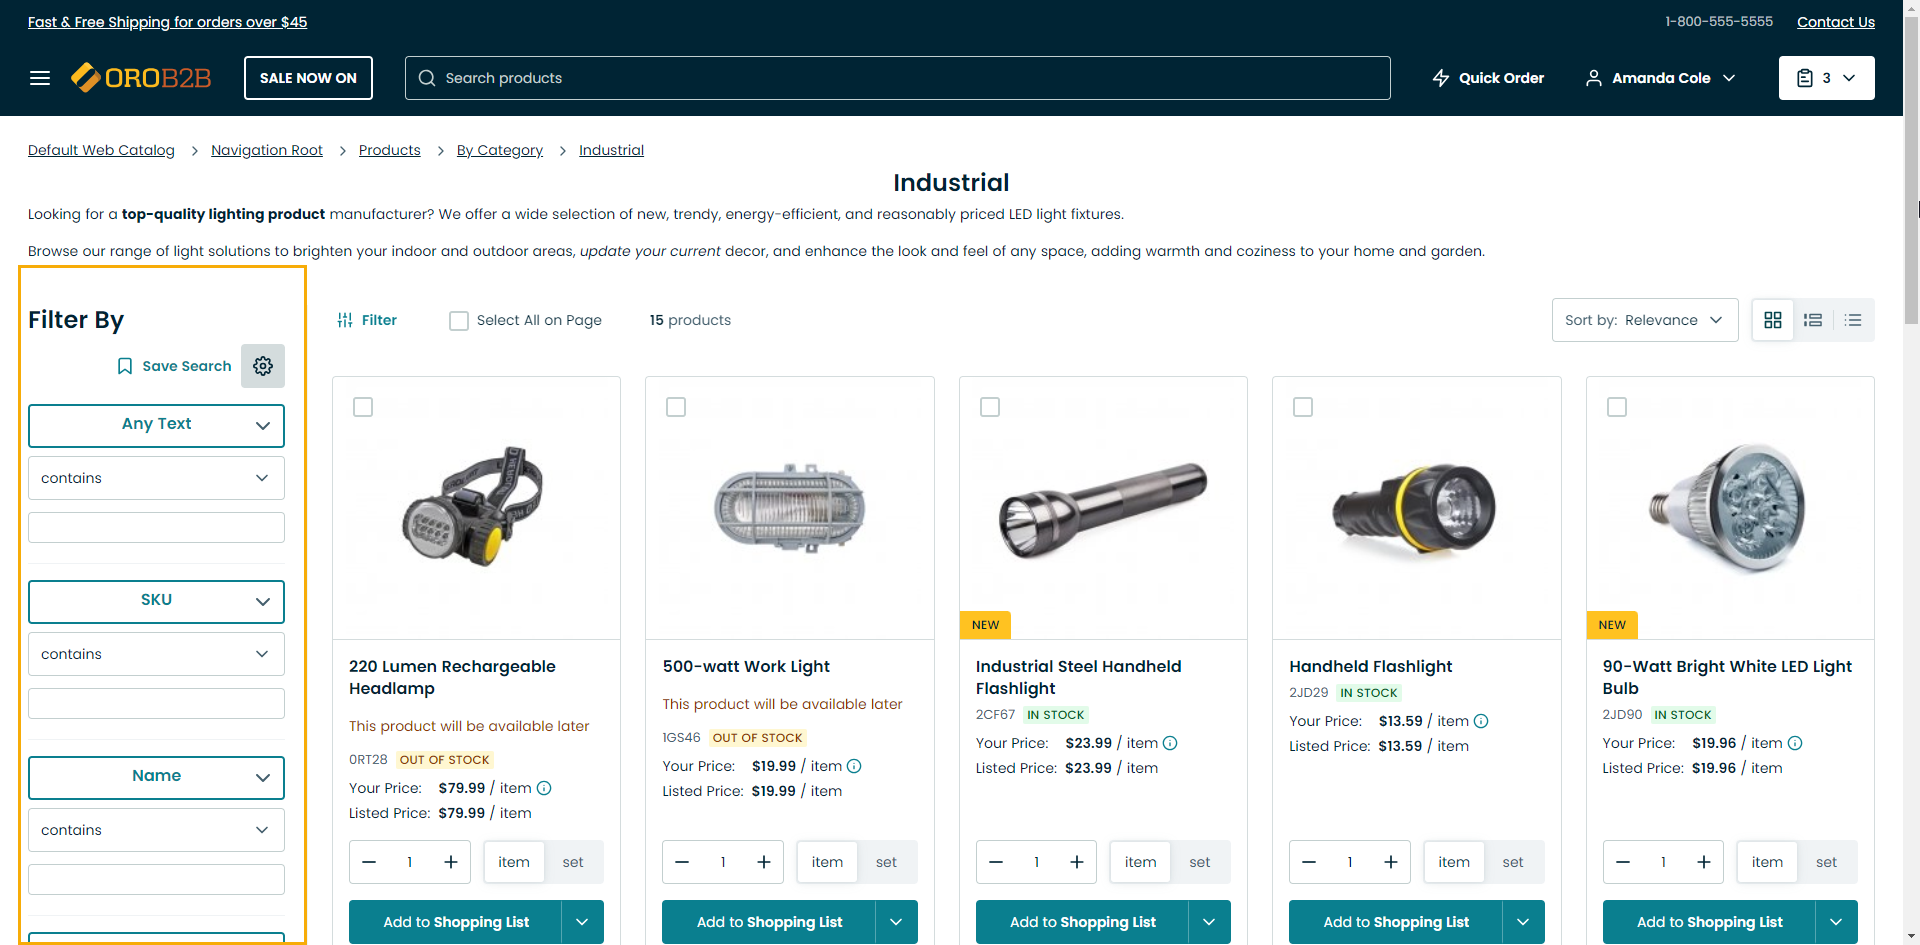 Fast & Free Shipping for orders over $45
1-800-555-5555 Contact Us
OROB2B SALE NOW ON Search products Quick Order Amanda Cole 3
Default Web Catalog > Navigation Root > Products > By Category > Industrial
Industrial
Looking for a top-quality lighting product manufacturer? We offer a wide selection of new, trendy, energy-efficient, and reasonably priced LED light fixtures.
Browse our range of light solutions to brighten your indoor and outdoor areas, update your current decor, and enhance the look and feel of any space, adding warmth and coziness to your home and garden.
Filter By
Save Search
Any Text
contains
SKU
contains
Name
contains
Filter Select All on Page 15 products Sort by: Relevance
220 Lumen Rechargeable
Headlamp
This product will be available later
0RT28 OUT OF STOCK
Your Price: $79.99 / item
Listed Price: $79.99 / item
1 item set
Add to Shopping List
500-watt Work Light
This product will be available later
1GS46 OUT OF STOCK
Your Price: $19.99 / item
Listed Price: $19.99 / item
1 item set
Add to Shopping List
NEW
Industrial Steel Handheld
Flashlight
2CF67 IN STOCK
Your Price: $23.99 / item
Listed Price: $23.99 / item
1 item set
Add to Shopping List
Handheld Flashlight
2JD29 IN STOCK
Your Price: $13.59 / item
Listed Price: $13.59 / item
1 item set
Add to Shopping List
NEW
90-Watt Bright White LED Light
Bulb
2JD90 IN STOCK
Your Price: $19.96 / item
Listed Price: $19.96 / item
1 item set
Add to Shopping List